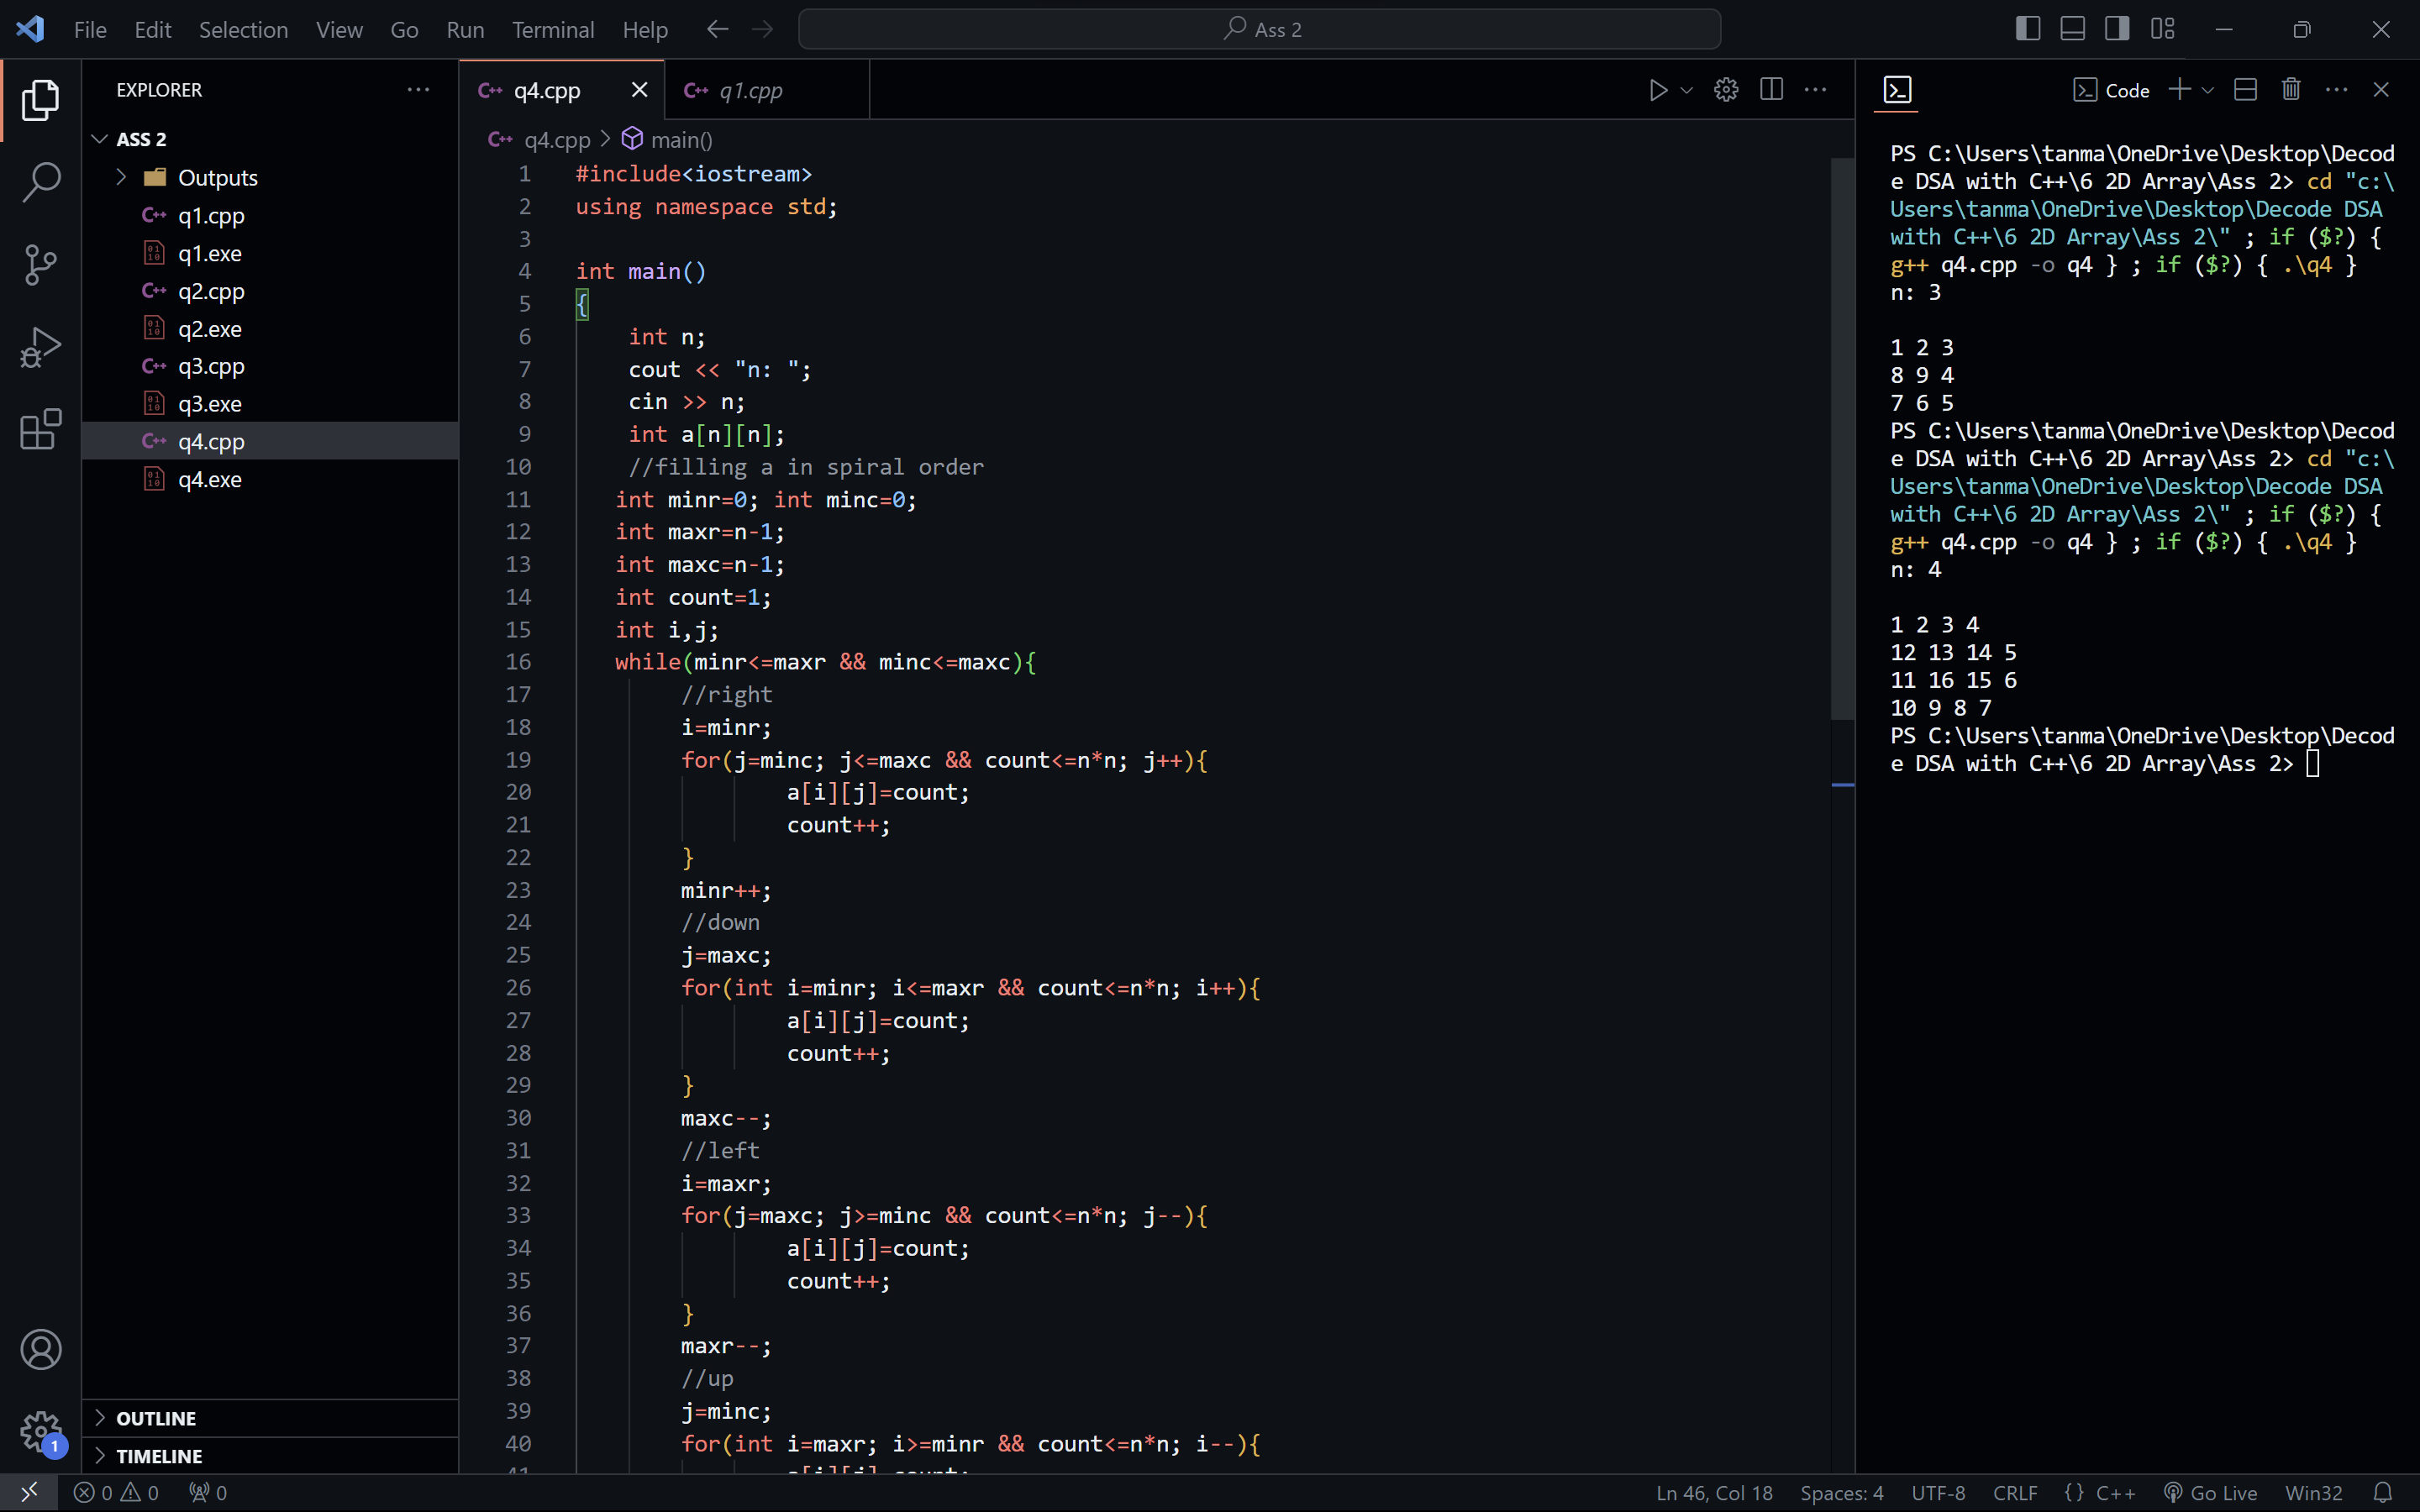 File Edit Selection View Go Run Terminal Help Ass 2
EXPLORER
ASS 2
Outputs
q1.cpp
q1.exe
q2.cpp
q2.exe
q3.cpp
q3.exe
q4.cpp
q4.exe
OUTLINE
TIMELINE
q4.cpp q1.cpp
q4.cpp > main()
1 #include<iostream>
2 using namespace std;
3
4 int main()
5 {
6 int n;
7 cout << "n: ";
8 cin >> n;
9 int a[n][n];
10 //filling a in spiral order
11 int minr=0; int minc=0;
12 int maxr=n-1;
13 int maxc=n-1;
14 int count=1;
15 int i,j;
16 while(minr<=maxr && minc<=maxc){
17 //right
18 i=minr;
19 for(j=minc; j<=maxc && count<=n*n; j++){
20 a[i][j]=count;
21 count++;
22 }
23 minr++;
24 //down
25 j=maxc;
26 for(int i=minr; i<=maxr && count<=n*n; i++){
27 a[i][j]=count;
28 count++;
29 }
30 maxc--;
31 //left
32 i=maxr;
33 for(j=maxc; j>=minc && count<=n*n; j--){
34 a[i][j]=count;
35 count++;
36 }
37 maxr--;
38 //up
39 j=minc;
40 for(int i=maxr; i>=minr && count<=n*n; i--){
Code
PS C:\Users\tanma\OneDrive\Desktop\Decod
e DSA with C++\6 2D Array\Ass 2> cd "c:\
Users\tanma\OneDrive\Desktop\Decode DSA
with C++\6 2D Array\Ass 2\" ; if ($?) {
g++ q4.cpp -o q4 } ; if ($?) { .\q4 }
n: 3
1 2 3
8 9 4
7 6 5
PS C:\Users\tanma\OneDrive\Desktop\Decod
e DSA with C++\6 2D Array\Ass 2> cd "c:\
Users\tanma\OneDrive\Desktop\Decode DSA
with C++\6 2D Array\Ass 2\" ; if ($?) {
g++ q4.cpp -o q4 } ; if ($?) { .\q4 }
n: 4
1 2 3 4
12 13 14 5
11 16 15 6
10 9 8 7
PS C:\Users\tanma\OneDrive\Desktop\Decod
e DSA with C++\6 2D Array\Ass 2>
1
0 0 0 Ln 46, Col 18 Spaces: 4 UTF-8 CRLF {} C++ Go Live Win32